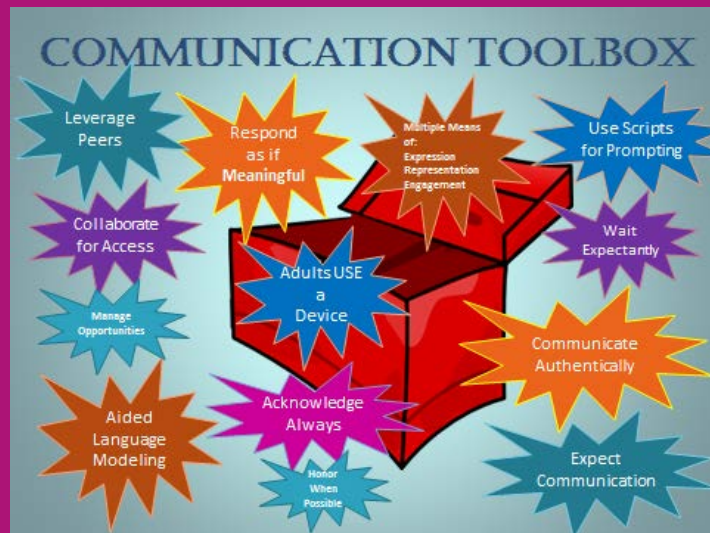 COMMUNICATION TOOLBOX
Leverage
Peers
Respond
as if
Meaningful
Multiple Means
of:
Expression
Representation
Engagement
Use Scripts
for Prompting
Collaborate
for Access
Wait
Expectantly
Adults USE
a
Device
Manage
Opportunities
Communicate
Authentically
Aided
Language
Modeling
Acknowledge
Always
Honor
When
Possible
Expect
Communication